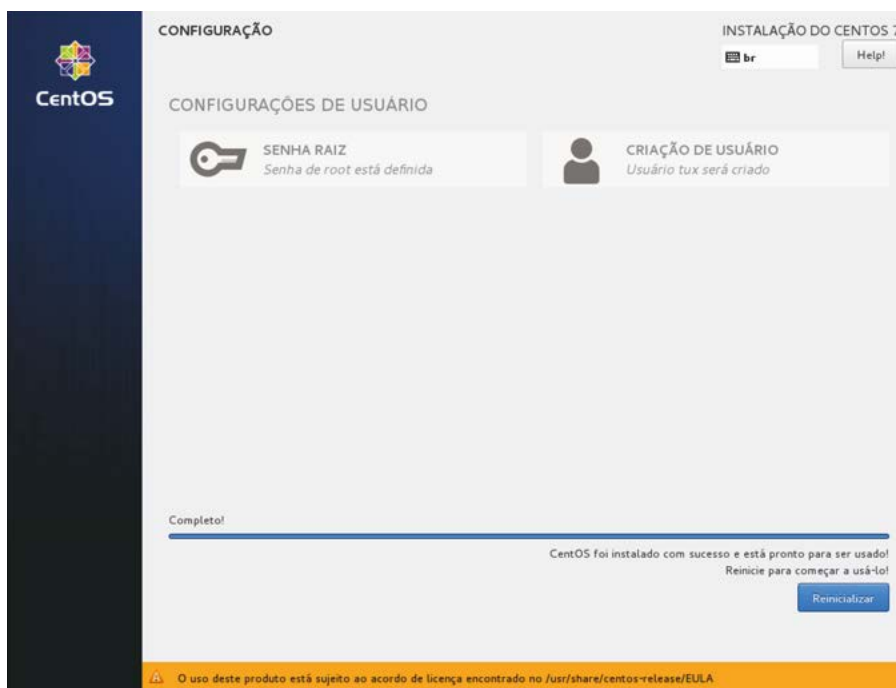 CONFIGURAÇÃO
INSTALAÇÃO DO CENTOS 7
br
Help!
CentOS
CONFIGURAÇÕES DE USUÁRIO
SENHA RAIZ
Senha de root está definida
CRIAÇÃO DE USUÁRIO
Usuário tux será criado
Completo!
CentOS foi instalado com sucesso e está pronto para ser usado!
Reinicie para começar a usá-lo!
Reinicializar
O uso deste produto está sujeito ao acordo de licença encontrado no /usr/share/centos-release/EULA